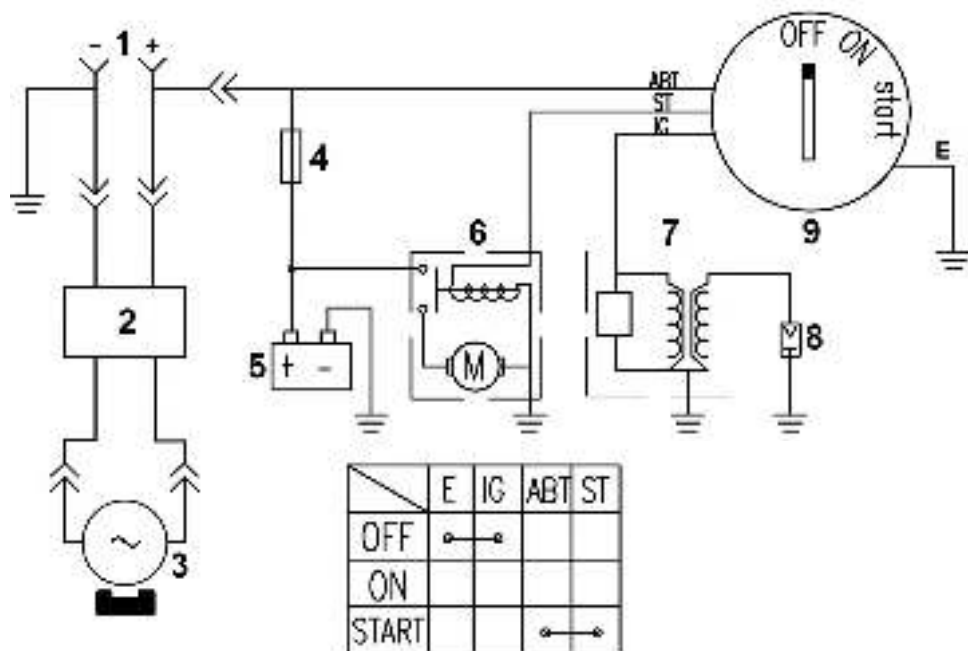 - 1 +
OFF ON start
ABT
ST
IG
E
4
6
7
9
2
5
+ -
M
8
~
3
E IG ABT ST
OFF
ON
START